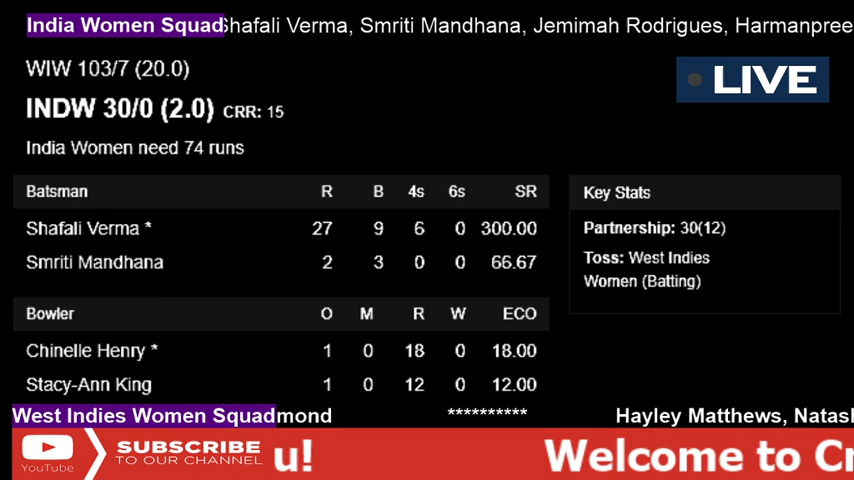 India Women Squad Shafali Verma, Smriti Mandhana, Jemimah Rodrigues, Harmanpree
WIW 103/7 (20.0)
LIVE
INDW 30/0 (2.0) CRR: 15
India Women need 74 runs
Batsman R B 4s 6s SR
Shafali Verma * 27 9 6 0 300.00
Smriti Mandhana 2 3 0 0 66.67
Key Stats
Partnership: 30(12)
Toss: West Indies
Women (Batting)
Bowler O M R W ECO
Chinelle Henry * 1 0 18 0 18.00
Stacy-Ann King 1 0 12 0 12.00
West Indies Women Squad mond ********** Hayley Matthews, Natash
YouTube
SUBSCRIBE
TO OUR CHANNEL
u! Welcome to Cr